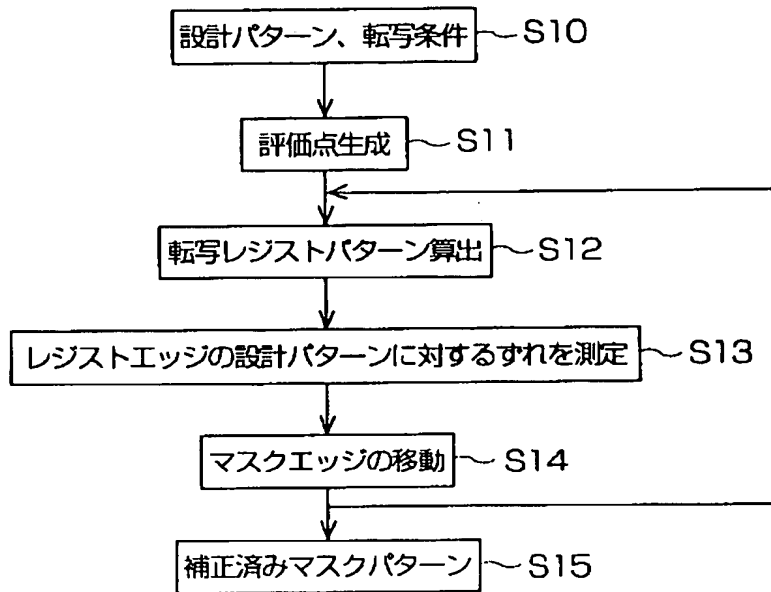 設計パターン、転写条件 S10
評価点生成 S11
転写レジストパターン算出 S12
レジストエッジの設計パターンに対するずれを測定 S13
マスクエッジの移動 S14
補正済みマスクパターン S15